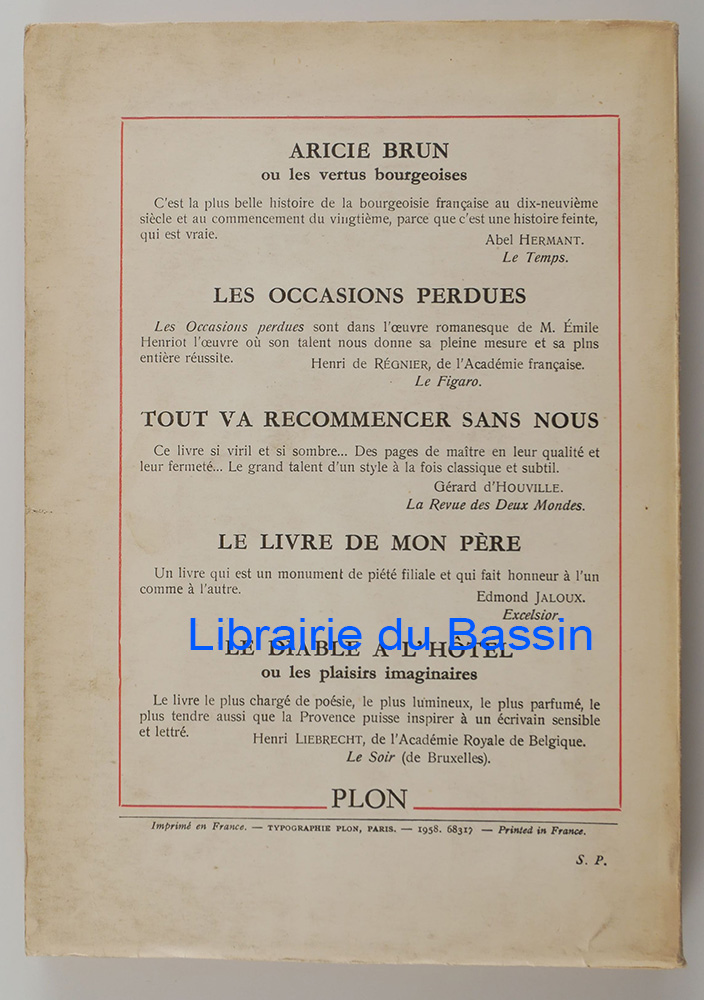 ARICIE BRUN
ou les vertus bourgeoises
C'est la plus belle histoire de la bourgeoisie française au dix-neuvième
siècle et au commencement du vingtième, parce que c'est une histoire feinte,
qui est vraie.
Abel HERMANT.
Le Temps.
LES OCCASIONS PERDUES
Les Occasions perdues sont dans l'œuvre romanesque de M. Émile
Henriot l'œuvre où son talent nous donne sa pleine mesure et sa plns
entière réussite.
Henri de RÉGNIER, de l'Académie française.
Le Figaro.
TOUT VA RECOMMENCER SANS NOUS
Ce livre si viril et si sombre... Des pages de maître en leur qualité et
leur fermeté... Le grand talent d'un style à la fois classique et subtil.
Gérard d'HOUVILLE.
La Revue des Deux Mondes.
LE LIVRE DE MON PÈRE
Un livre qui est un monument de piété filiale et qui fait honneur à l'un
comme à l'autre.
Edmond JALOUX.
Excelsior.
Librairie du Bassin
LE DIABLE A L'HÔTEL
ou les plaisirs imaginaires
Le livre le plus chargé de poésie, le plus lumineux, le plus parfumé, le
plus tendre aussi que la Provence puisse inspirer à un écrivain sensible
et lettré.
Henri LIEBRECHT, de l'Académie Royale de Belgique.
Le Soir (de Bruxelles).
PLON
Imprimé en France. — TYPOGRAPHIE PLON, PARIS. — 1958. 68317 — Printed in France.
S. P.